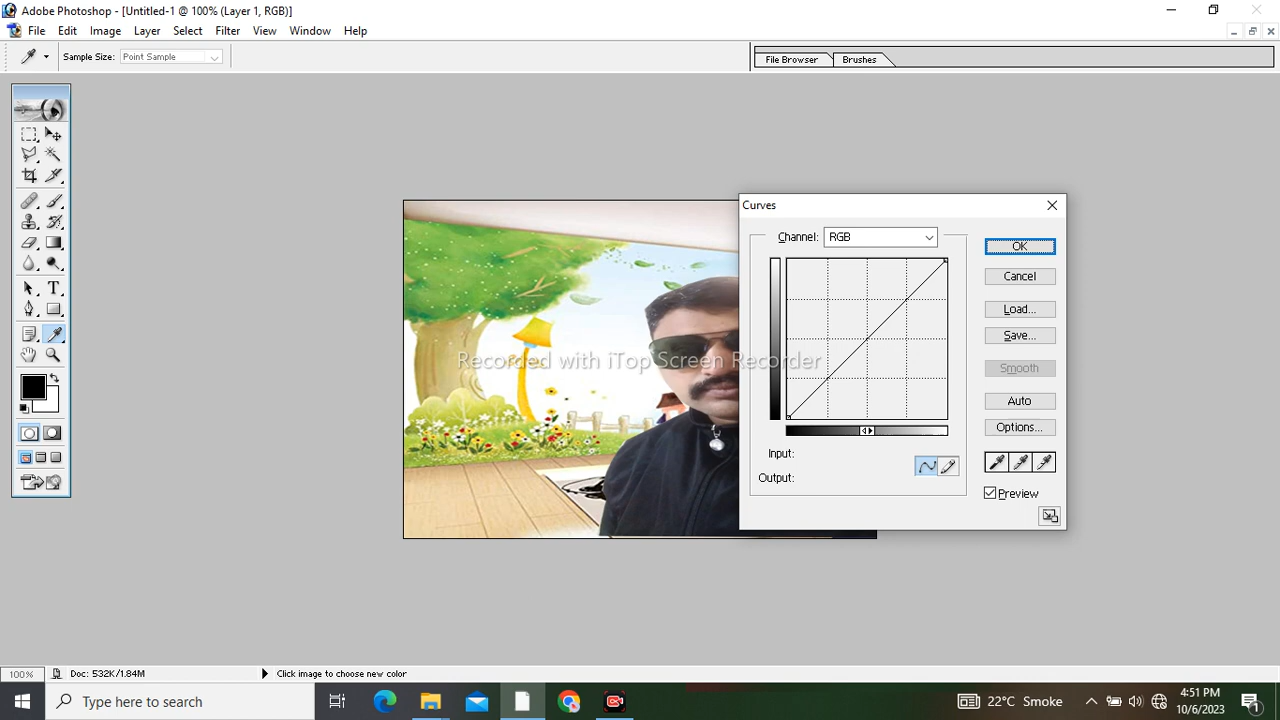 Adobe Photoshop - [Untitled-1 @ 100% (Layer 1, RGB)]
File Edit Image Layer Select Filter View Window Help
Sample Size: Point Sample
File Browser Brushes
Curves
Channel: RGB
OK
Cancel
Load...
Save...
Smooth
Auto
Options...
Input:
Output:
Preview
Recorded with iTop Screen Recorder
100% Doc: 532K/1.84M Click image to choose new color
Type here to search
22°C Smoke
4:51 PM
10/6/2023
1